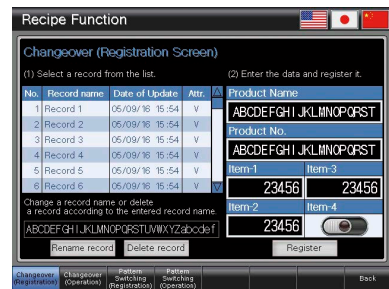 Recipe Function
Changeover (Registration Screen)
(1) Select a record from the list.
No. Record name Date of Update Attr.
1 Record 1 05/09/16 15:54 V
2 Record 2 05/09/16 15:54 V
3 Record 3 05/09/16 15:54 V
4 Record 4 05/09/16 15:54 V
5 Record 5 05/09/16 15:54 V
6 Record 6 05/09/16 15:54 V
Change a record name or delete
a record according to the entered record name.
ABCDEFGHIJKLMNOPQRSTUVWXYZabcdef
Rename record Delete record
(2) Enter the data and register it.
Product Name
ABCDEFGHIJKLMNOPQRST
Product No.
ABCDEFGHIJKLMNOPQRST
Item-1 Item-3
23456 23456
Item-2 Item-4
23456
Register
Changeover (Registration)
Changeover (Operation)
Pattern Switching (Registration)
Pattern Switching (Operation)
Back